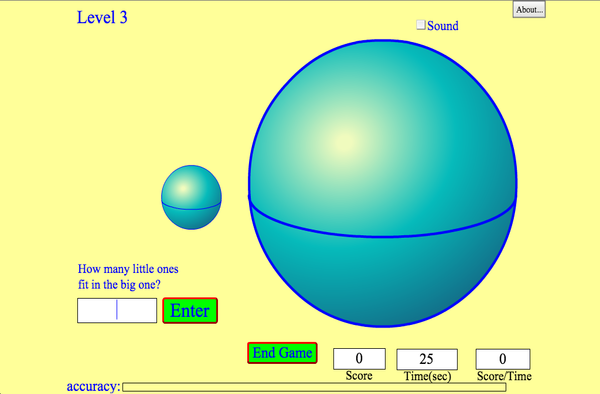 Level 3
About...
Sound
How many little ones
fit in the big one?
Enter
End Game
0
25
0
Score
Time(sec)
Score/Time
accuracy: